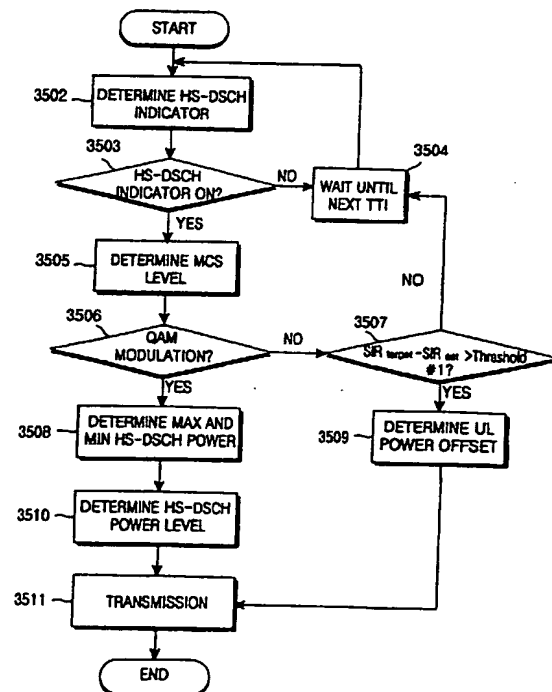 START
3502
DETERMINE HS-DSCH
INDICATOR
3503
HS-DSCH
INDICATOR ON?
NO
3504
WAIT UNTIL
NEXT TTI
YES
3505
DETERMINE MCS
LEVEL
NO
3506
QAM
MODULATION?
NO
3507
SIR target-SIR est >Threshold
#1?
YES
YES
3508
DETERMINE MAX AND
MIN HS-DSCH POWER
3509
DETERMINE U/L
POWER OFFSET
3510
DETERMINE HS-DSCH
POWER LEVEL
3511
TRANSMISSION
END